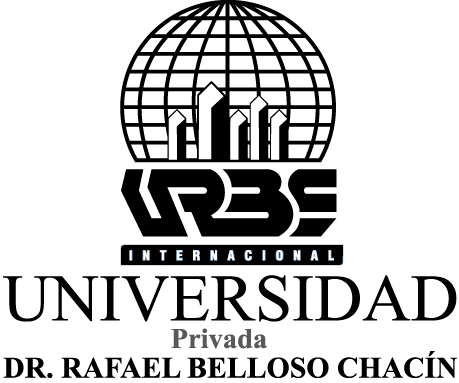 URBE
INTERNACIONAL
UNIVERSIDAD
Privada
DR. RAFAEL BELLOSO CHACÍN